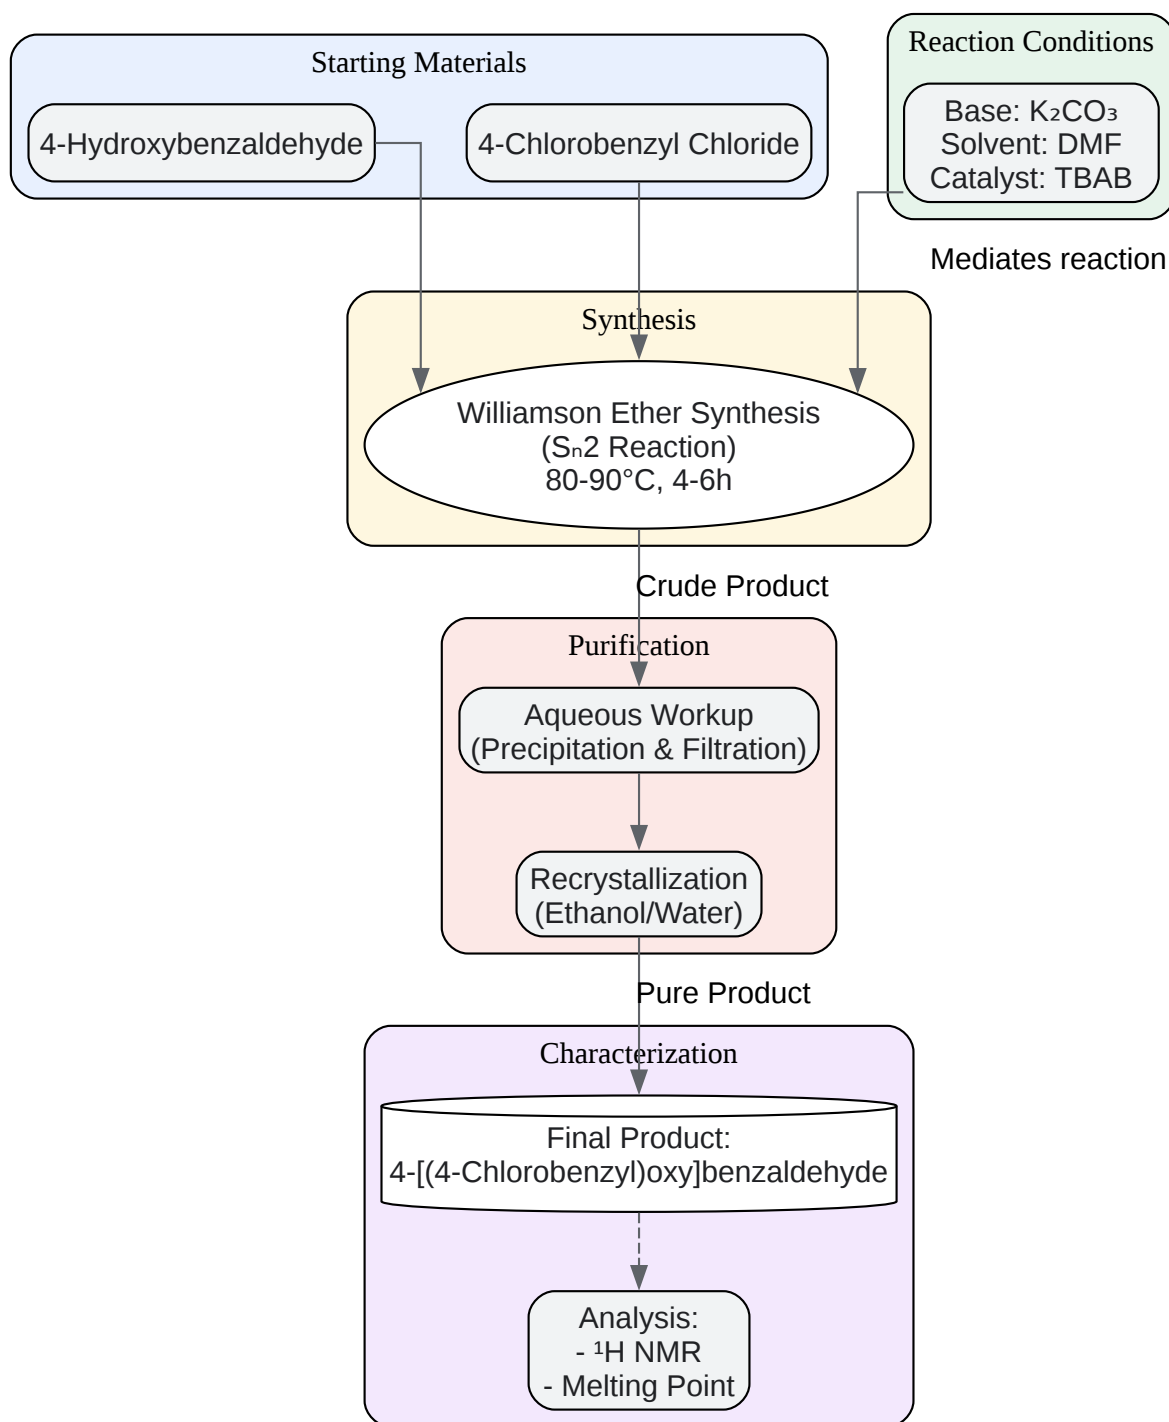 Starting Materials
4-Hydroxybenzaldehyde
4-Chlorobenzyl Chloride
Reaction Conditions
Base: K₂CO₃
Solvent: DMF
Catalyst: TBAB
Mediates reaction
Synthesis
Williamson Ether Synthesis
(Sₙ2 Reaction)
80-90°C, 4-6h
Crude Product
Purification
Aqueous Workup
(Precipitation & Filtration)
Recrystallization
(Ethanol/Water)
Pure Product
Characterization
Final Product:
4-[(4-Chlorobenzyl)oxy]benzaldehyde
Analysis:
- ¹H NMR
- Melting Point